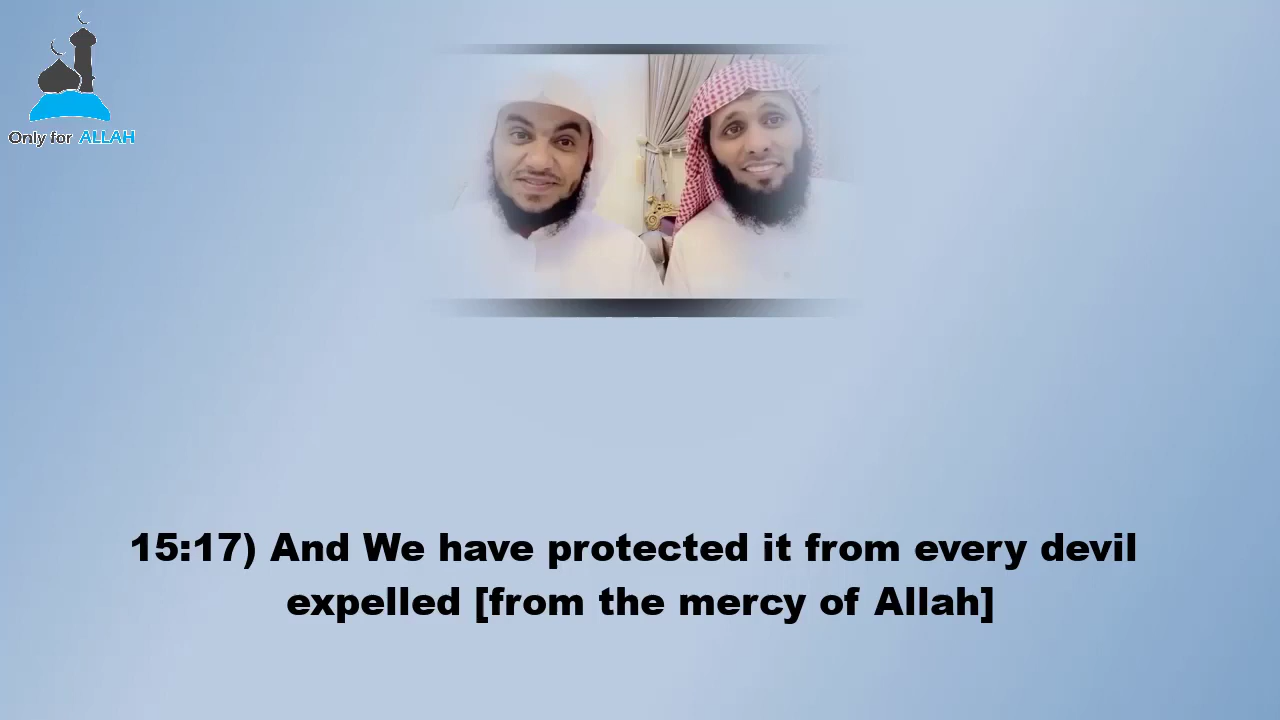 Only for ALLAH
15:17) And We have protected it from every devil
expelled [from the mercy of Allah]